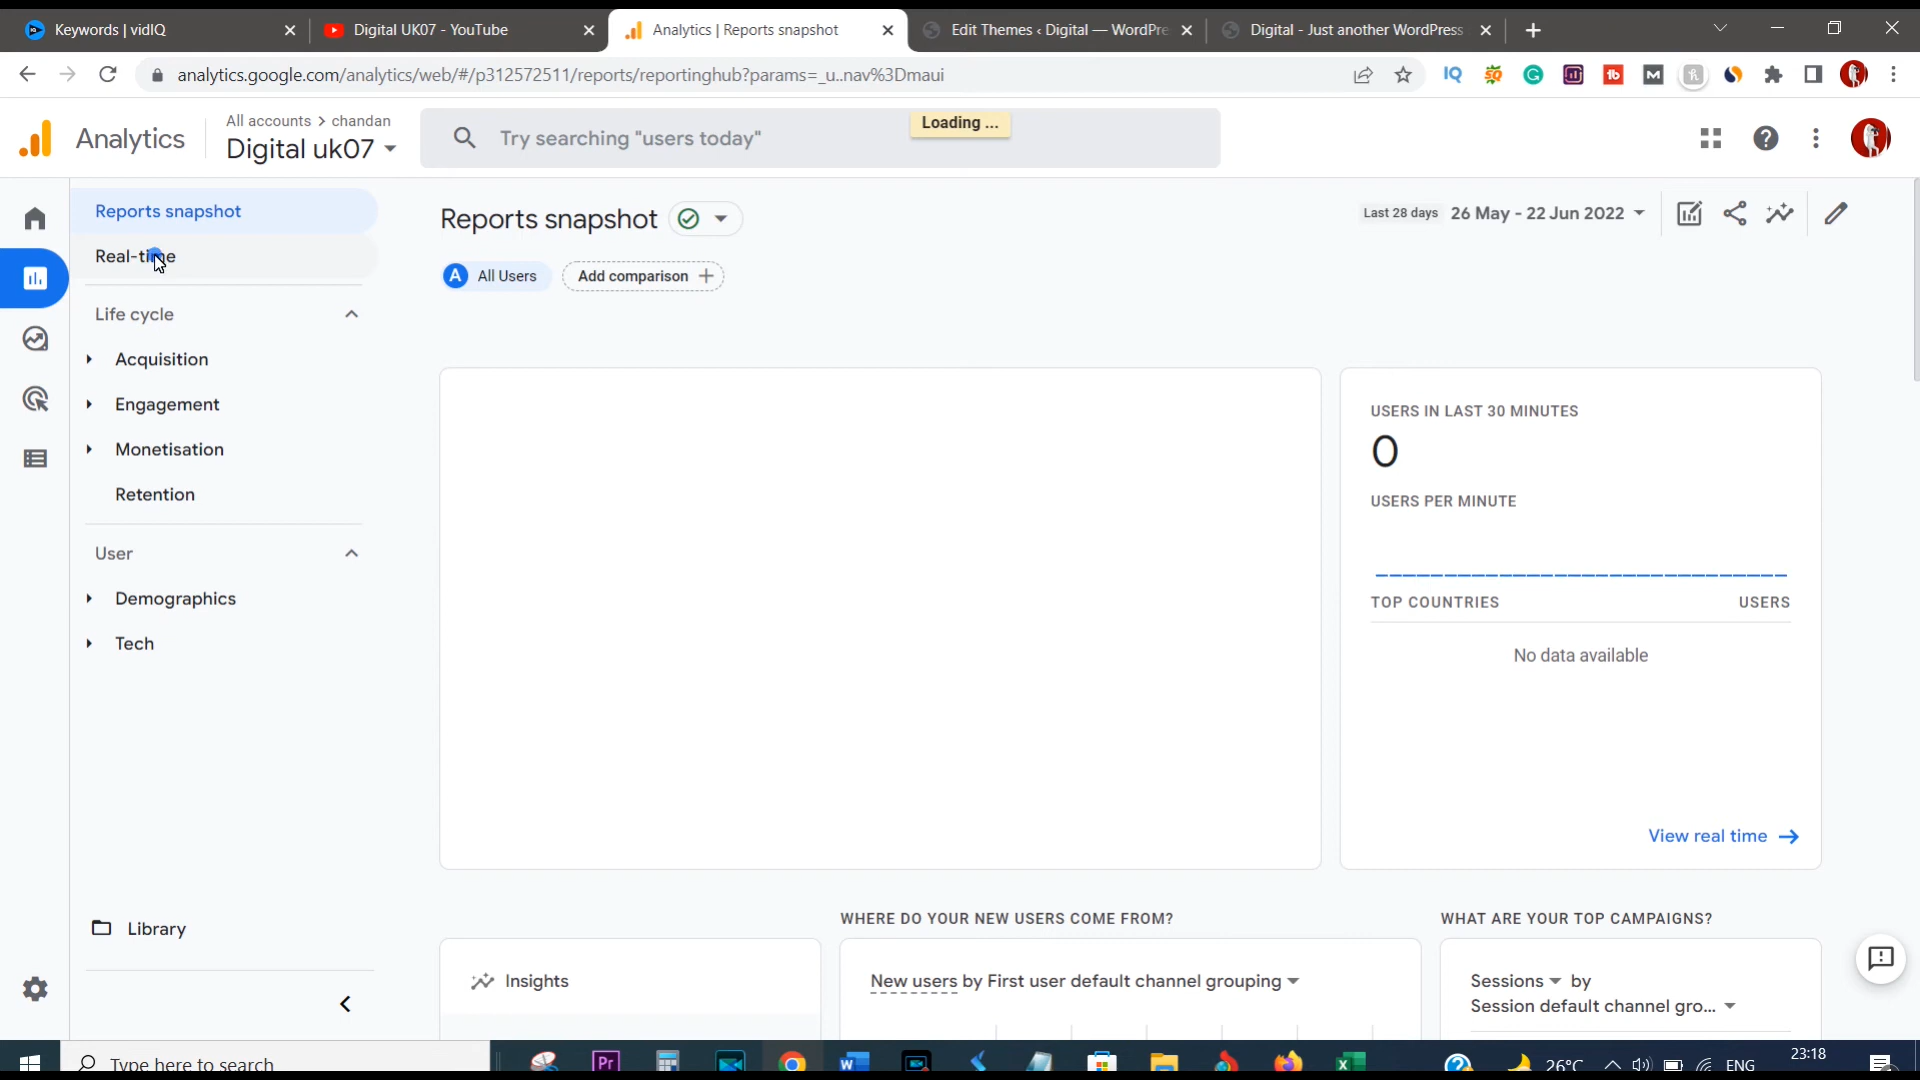 Keywords | vidIQ
Digital UK07 - YouTube
Analytics | Reports snapshot
Edit Themes ‹ Digital — WordPre
Digital - Just another WordPress
analytics.google.com/analytics/web/#/p312572511/reports/reportinghub?params=_u..nav%3Dmaui
Analytics
All accounts > chandan
Digital uk07
Try searching "users today"
Loading ...
Reports snapshot
Real-time
Life cycle
Acquisition
Engagement
Monetisation
Retention
User
Demographics
Tech
Library
Reports snapshot
Last 28 days 26 May - 22 Jun 2022
A All Users
Add comparison +
USERS IN LAST 30 MINUTES
0
USERS PER MINUTE
TOP COUNTRIES USERS
No data available
View real time
WHERE DO YOUR NEW USERS COME FROM?
WHAT ARE YOUR TOP CAMPAIGNS?
Insights
New users by First user default channel grouping
Sessions by
Session default channel gro...
Type here to search
26°C
ENG
23:18